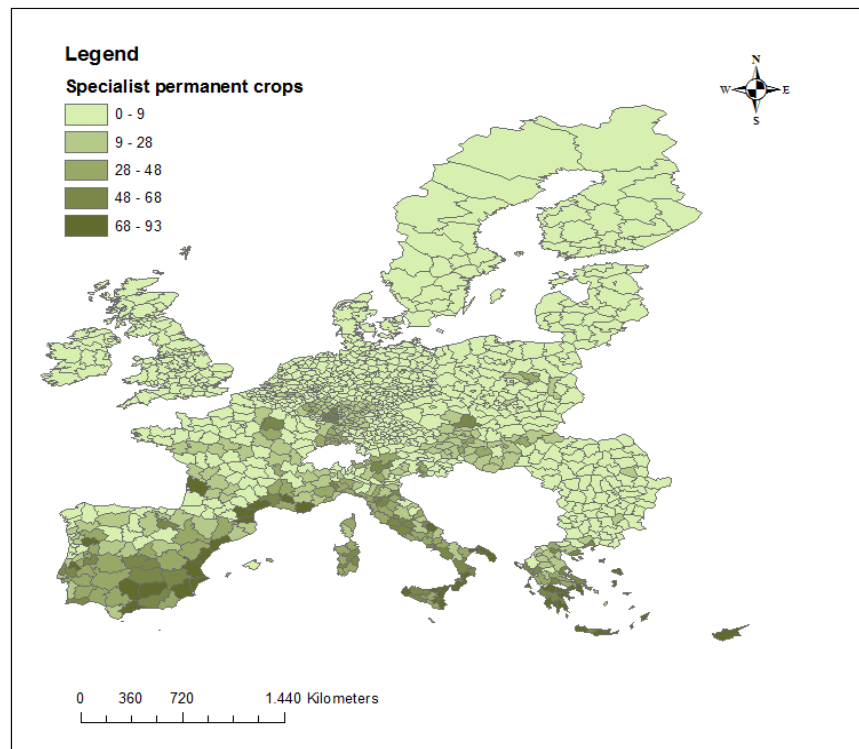 Legend
Specialist permanent crops
0 - 9
9 - 28
28 - 48
48 - 68
68 - 93
N
W E
S
0 360 720 1.440 Kilometers